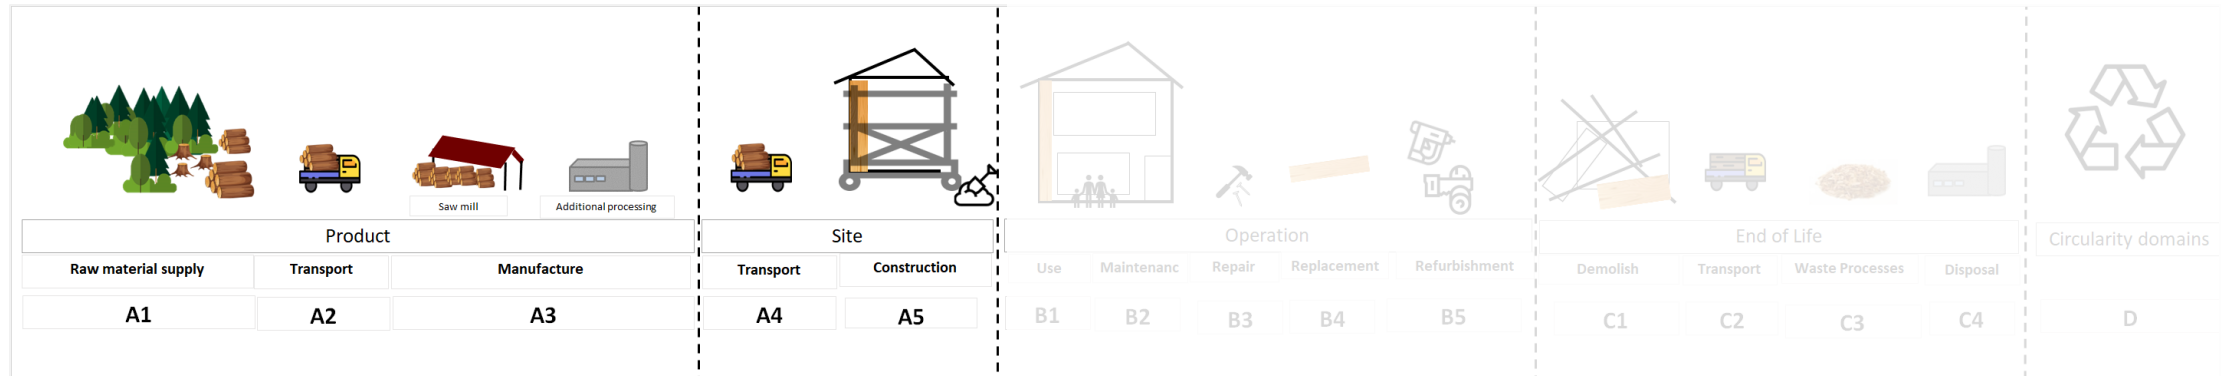 Saw mill
Additional processing
Product
Site
Operation
End of Life
Circularity domains
Raw material supply
Transport
Manufacture
Transport
Construction
Use
Maintenanc
Repair
Replacement
Refurbishment
Demolish
Transport
Waste Processes
Disposal
A1
A2
A3
A4
A5
B1
B2
B3
B4
B5
C1
C2
C3
C4
D